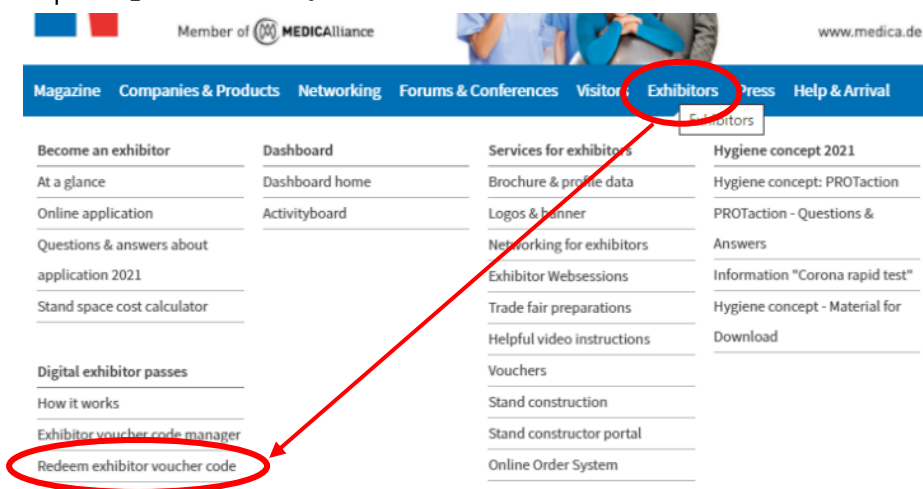 Member of MEDICAlliance
www.medica.de
Magazine Companies & Products Networking Forums & Conferences Visitors Exhibitors Press Help & Arrival
Exhibitors
Become an exhibitor
At a glance
Online application
Questions & answers about
application 2021
Stand space cost calculator
Digital exhibitor passes
How it works
Exhibitor voucher code manager
Redeem exhibitor voucher code
Dashboard
Dashboard home
Activityboard
Services for exhibitors
Brochure & profile data
Logos & banner
Networking for exhibitors
Exhibitor Websessions
Trade fair preparations
Helpful video instructions
Vouchers
Stand construction
Stand constructor portal
Online Order System
Hygiene concept 2021
Hygiene concept: PROTaction
PROTaction - Questions &
Answers
Information "Corona rapid test"
Hygiene concept - Material for
Download